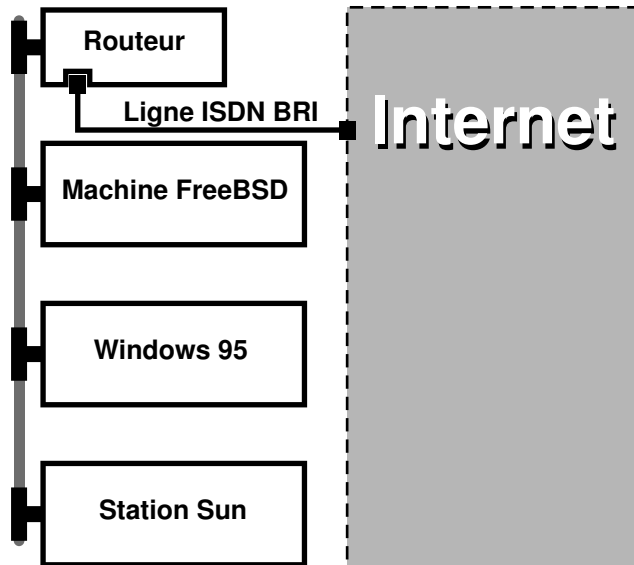 Routeur
Ligne ISDN BRI
Internet
Machine FreeBSD
Windows 95
Station Sun